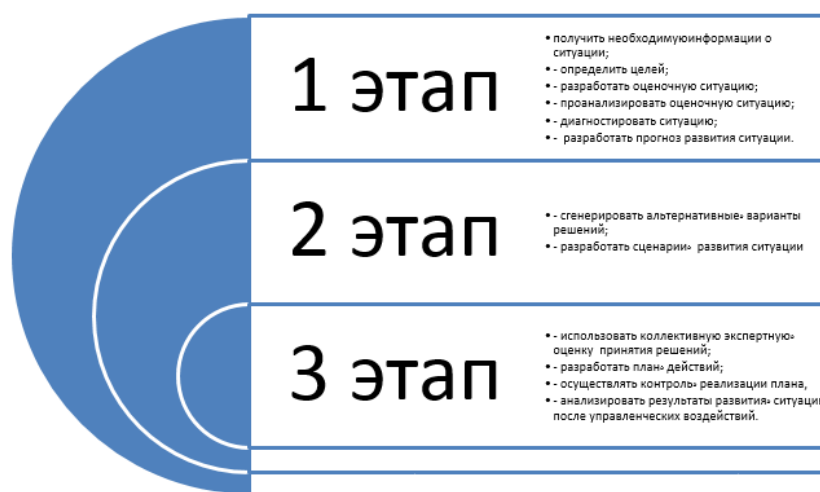 1 этап
• получить необходимуюинформации о
ситуации;
• - определить целей;
• - разработать оценочную ситуацию;
• - проанализировать оценочную ситуацию;
• - диагностировать ситуацию;
• - разработать прогноз развития ситуации.
2 этап
• - сгенерировать альтернативные варианты
решений;
• - разработать сценарии развития ситуации
3 этап
• - использовать коллективную экспертную
оценку принятия решений;
• - разработать план действий;
• - осуществлять контроль реализации плана,
• - анализировать результаты развития ситуации
после управленческих воздействий.